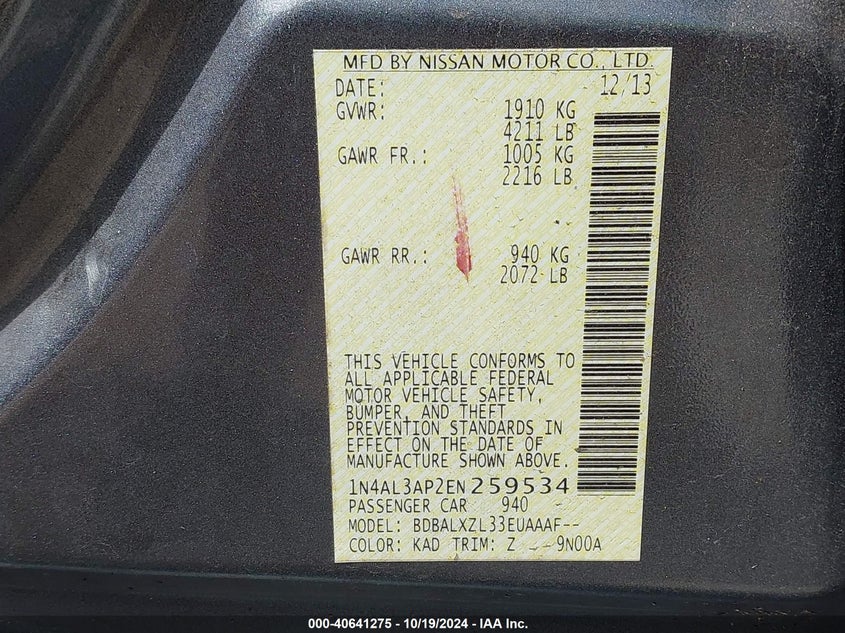 MFD BY NISSAN MOTOR CO., LTD.
DATE: 12/13
GVWR: 1910 KG
4211 LB
GAWR FR.: 1005 KG
2216 LB
GAWR RR.: 940 KG
2072 LB
THIS VEHICLE CONFORMS TO
ALL APPLICABLE FEDERAL
MOTOR VEHICLE SAFETY,
BUMPER, AND THEFT
PREVENTION STANDARDS IN
EFFECT ON THE DATE OF
MANUFACTURE SHOWN ABOVE.
1N4AL3AP2EN259534
PASSENGER CAR 940
MODEL: BDBALXZL33EUAAAF--
COLOR: KAD TRIM: Z --9N00A
000-40641275 - 10/19/2024 - IAA Inc.